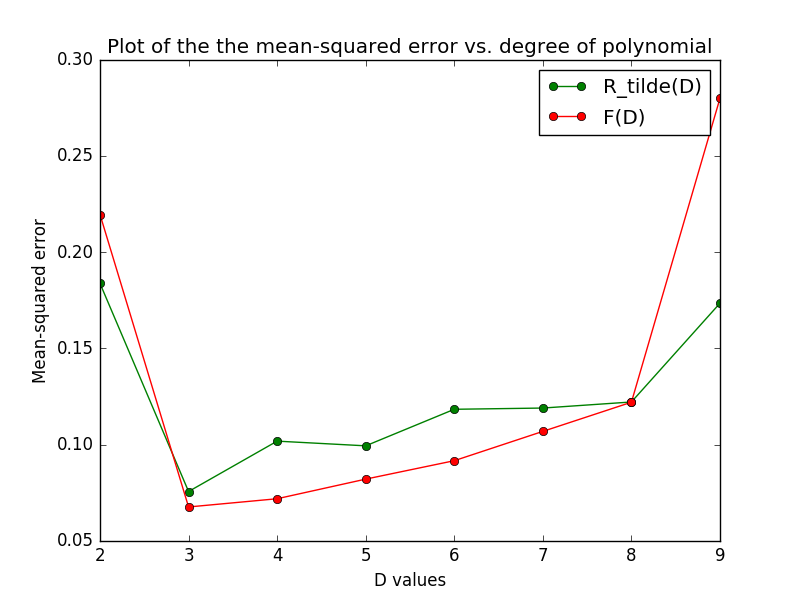 Plot of the the mean-squared error vs. degree of polynomial
0.30
0.25
0.20
0.15
0.10
0.05
Mean-squared error
R_tilde(D)
F(D)
2 3 4 5 6 7 8 9
D values